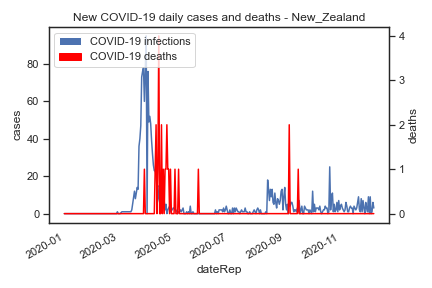 New COVID-19 daily cases and deaths - New_Zealand
COVID-19 infections
COVID-19 deaths
80
60
40
20
0
cases
4
3
2
1
0
deaths
2020-01
2020-03
2020-05
2020-07
2020-09
2020-11
dateRep